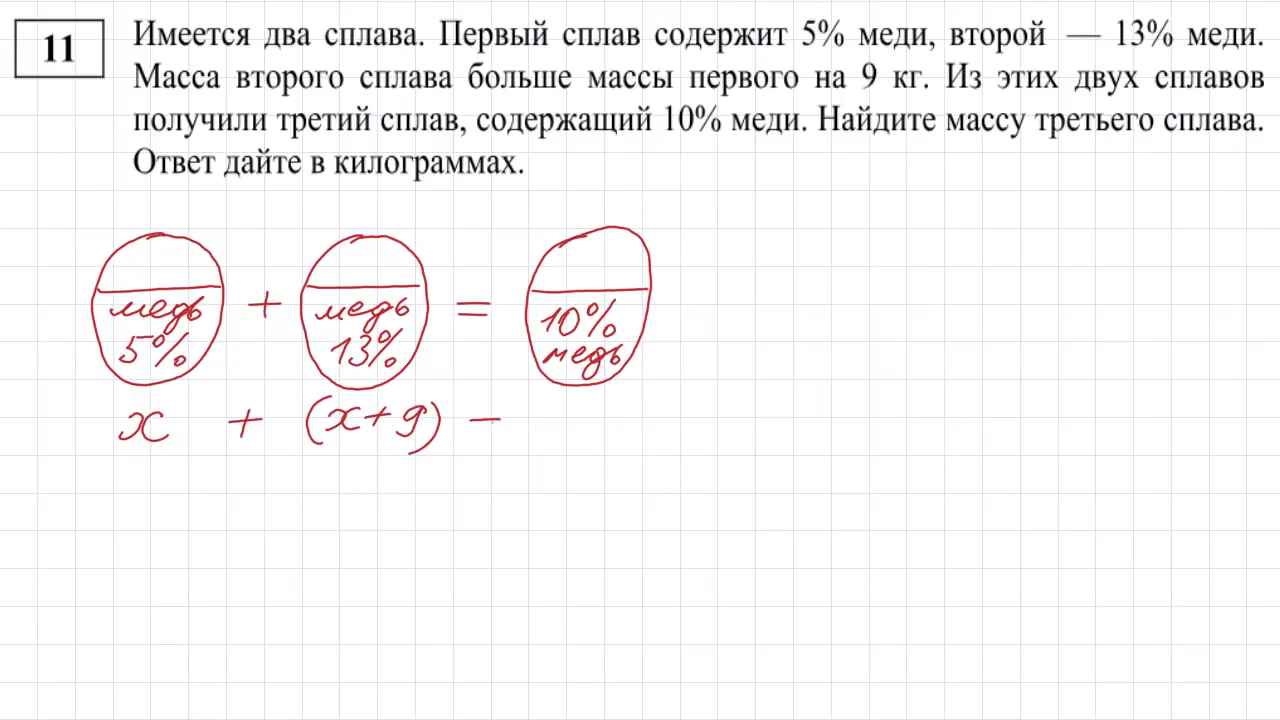 11
Имеется два сплава. Первый сплав содержит 5% меди, второй — 13% меди.
Масса второго сплава больше массы первого на 9 кг. Из этих двух сплавов
получили третий сплав, содержащий 10% меди. Найдите массу третьего сплава.
Ответ дайте в килограммах.
медь 5% + медь 13% = 10% медь
x + (x+9) -